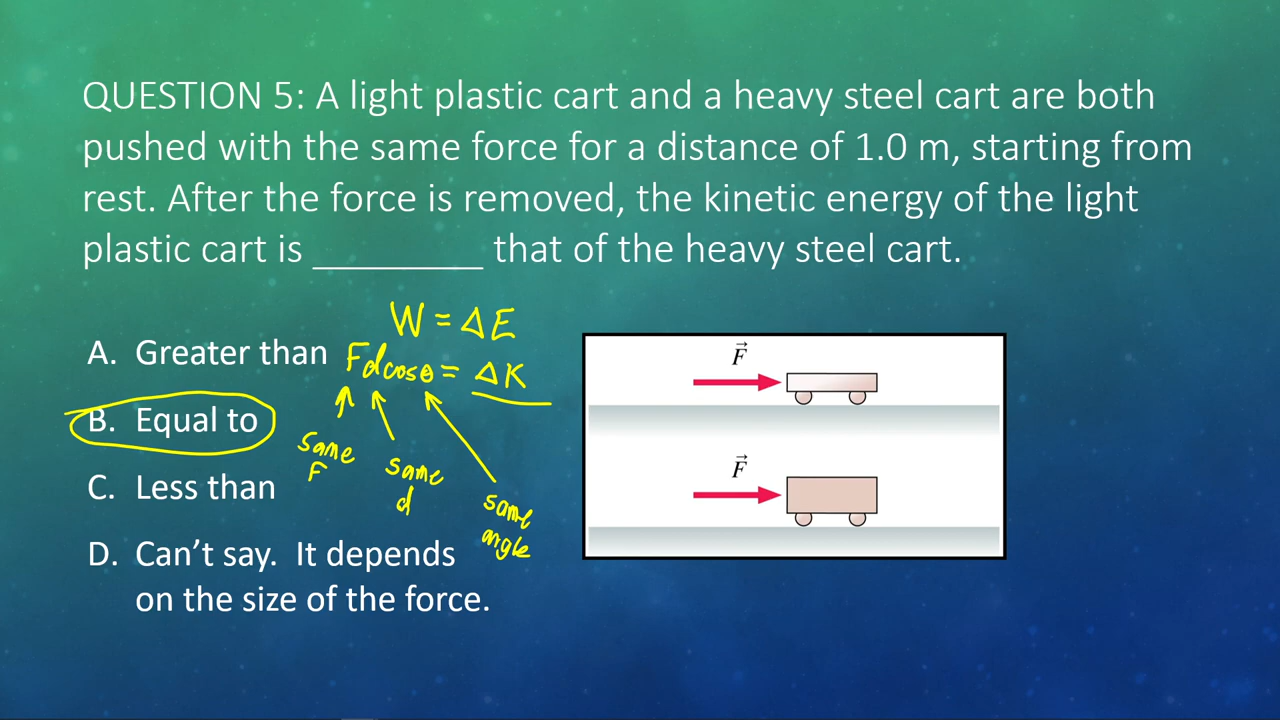 QUESTION 5: A light plastic cart and a heavy steel cart are both
pushed with the same force for a distance of 1.0 m, starting from
rest. After the force is removed, the kinetic energy of the light
plastic cart is ________ that of the heavy steel cart.
W = ΔE
A. Greater than
Fdcosθ = ΔK
B. Equal to
same
F
same
d
same
angle
C. Less than
D. Can’t say. It depends
on the size of the force.
F⃗
F⃗